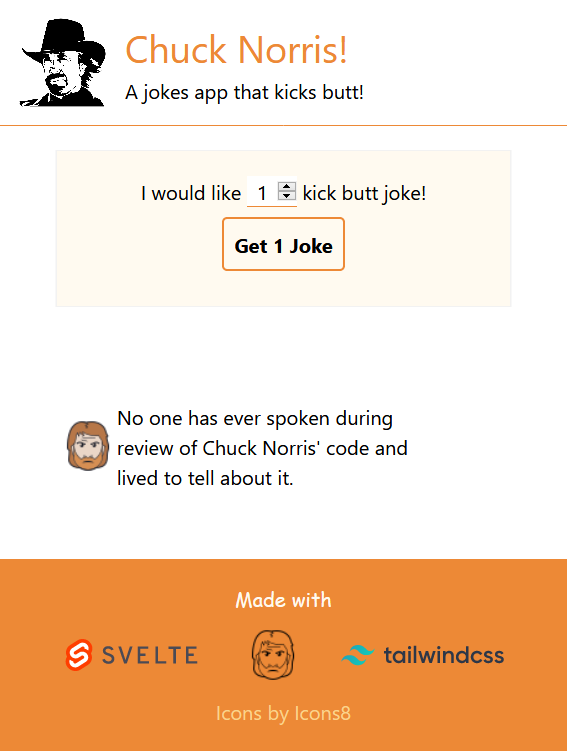 Chuck Norris!
A jokes app that kicks butt!
I would like 1 kick butt joke!
Get 1 Joke
No one has ever spoken during
review of Chuck Norris' code and
lived to tell about it.
Made with
SVELTE tailwindcss
Icons by Icons8